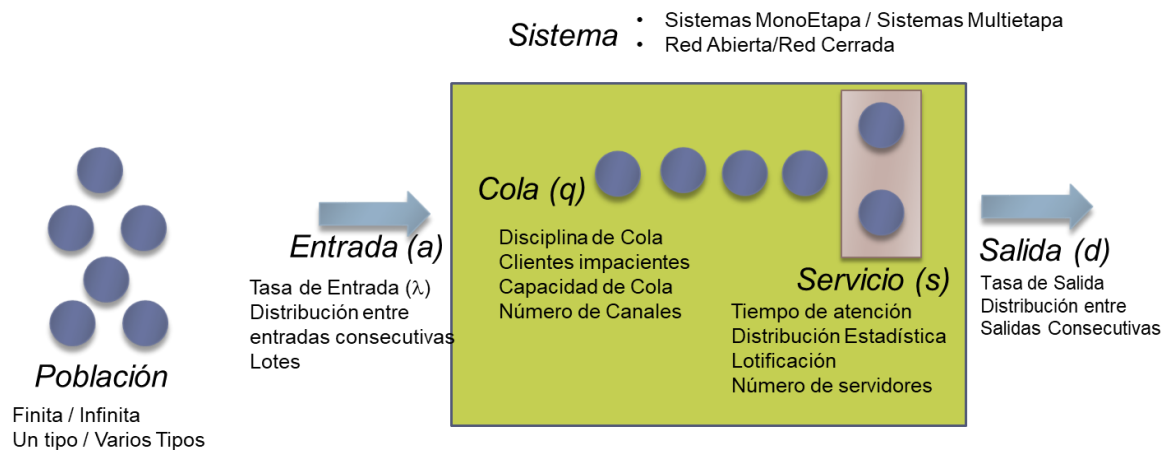 Sistema
• Sistemas MonoEtapa / Sistemas Multietapa
• Red Abierta/Red Cerrada
Población
Finita / Infinita
Un tipo / Varios Tipos
Entrada (a)
Tasa de Entrada (λ)
Distribución entre
entradas consecutivas
Lotes
Cola (q)
Disciplina de Cola
Clientes impacientes
Capacidad de Cola
Número de Canales
Servicio (s)
Tiempo de atención
Distribución Estadística
Lotificación
Número de servidores
Salida (d)
Tasa de Salida
Distribución entre
Salidas Consecutivas